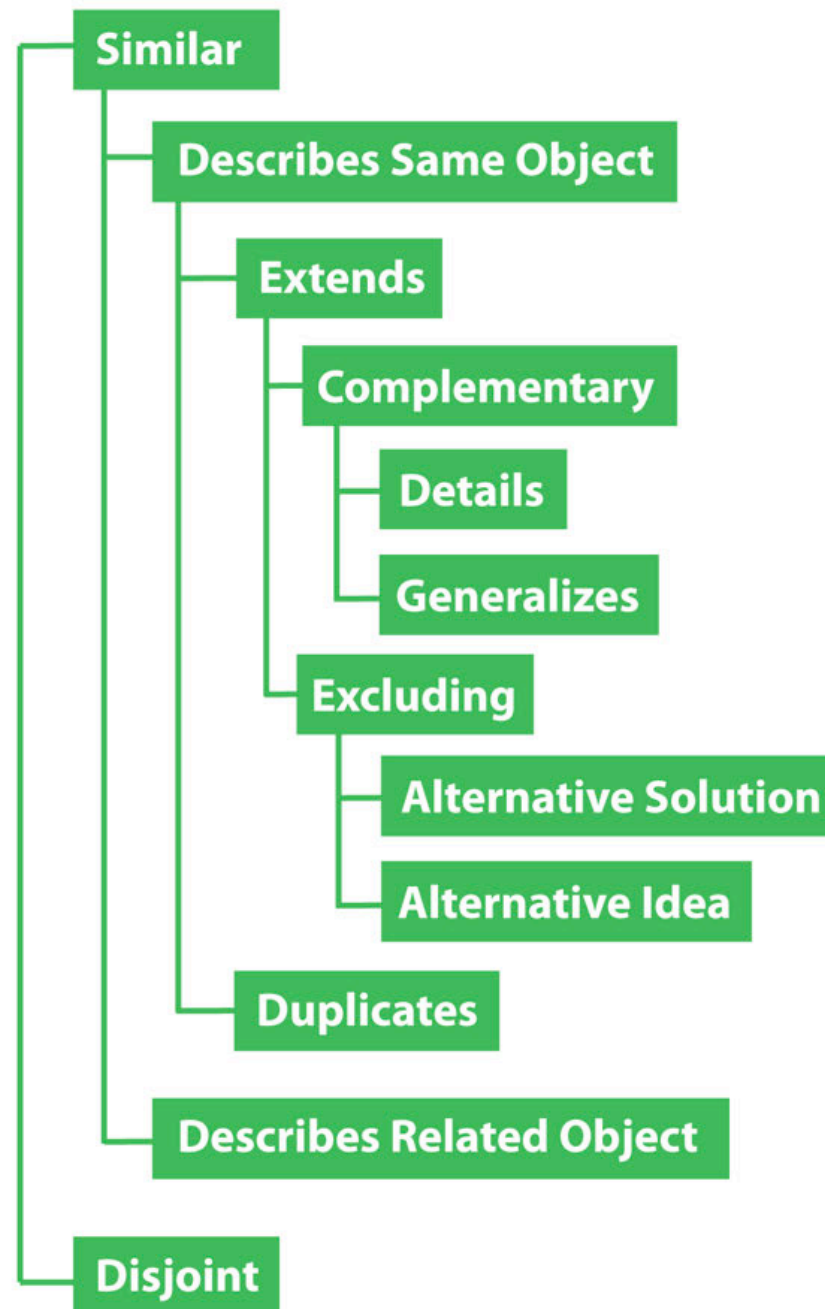 Similar
Describes Same Object
Extends
Complementary
Details
Generalizes
Excluding
Alternative Solution
Alternative Idea
Duplicates
Describes Related Object
Disjoint